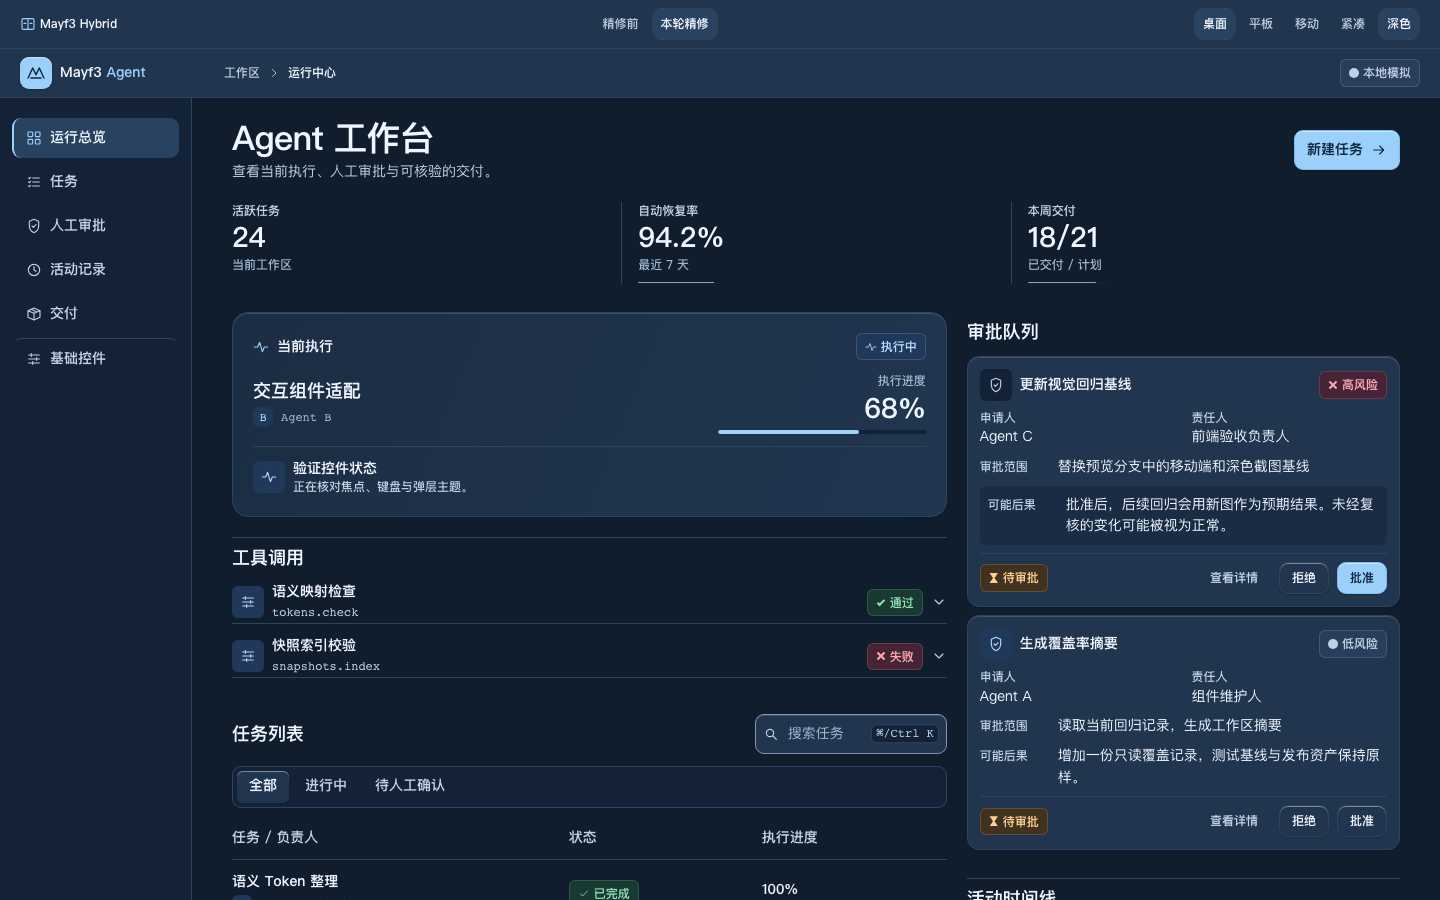 Mayf3 Hybrid
精修前
本轮精修
桌面
平板
移动
紧凑
深色
Mayf3 Agent
工作区
运行中心
本地模拟
运行总览
任务
人工审批
活动记录
交付
基础控件
Agent 工作台
查看当前执行、人工审批与可核验的交付。
新建任务
活跃任务
24
当前工作区
自动恢复率
94.2%
最近 7 天
本周交付
18/21
已交付 / 计划
当前执行
执行中
交互组件适配
B Agent B
执行进度
68%
验证控件状态
正在核对焦点、键盘与弹层主题。
工具调用
语义映射检查
tokens.check
通过
快照索引校验
snapshots.index
失败
任务列表
搜索任务
⌘/Ctrl K
全部
进行中
待人工确认
任务 / 负责人
状态
执行进度
语义 Token 整理
已完成
100%
审批队列
更新视觉回归基线
高风险
申请人
Agent C
责任人
前端验收负责人
审批范围
替换预览分支中的移动端和深色截图基线
可能后果
批准后，后续回归会用新图作为预期结果。未经复
核的变化可能被视为正常。
待审批
查看详情
拒绝
批准
生成覆盖率摘要
低风险
申请人
Agent A
责任人
组件维护人
审批范围
读取当前回归记录，生成工作区摘要
可能后果
增加一份只读覆盖记录，测试基线与发布资产保持原
样。
待审批
查看详情
拒绝
批准
活动时间线